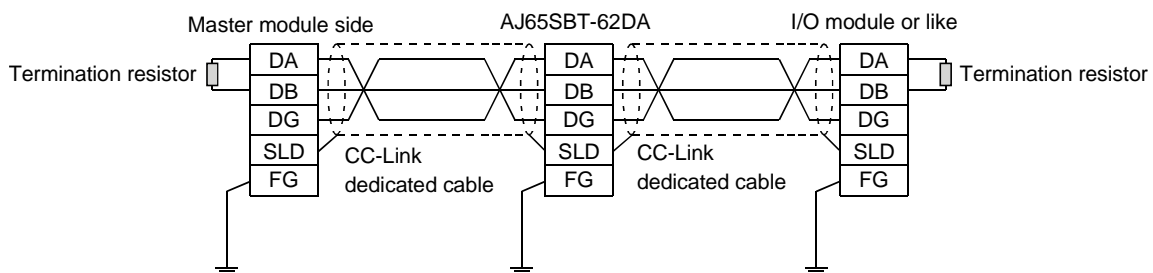 Master module side
AJ65SBT-62DA
I/O module or like
Termination resistor
DA
DB
DG
SLD
FG
CC-Link
dedicated cable
DA
DB
DG
SLD
FG
CC-Link
dedicated cable
DA
DB
DG
SLD
FG
Termination resistor